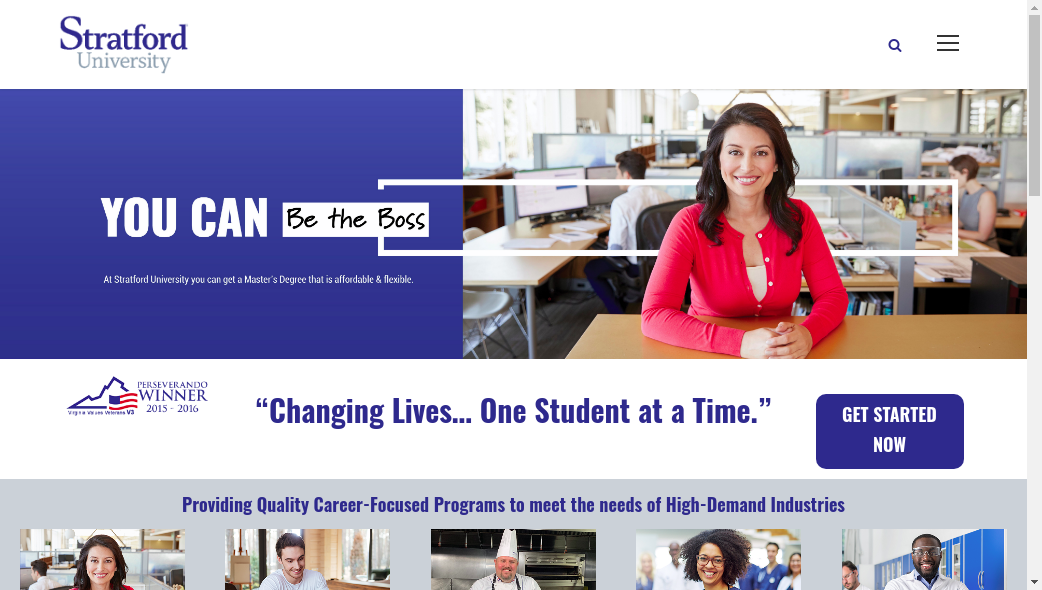 Stratford
University
YOU CAN Be the Boss
At Stratford University you can get a Master's Degree that is affordable & flexible.
PERSEVERANDO
WINNER
2015 - 2016
Virginia Values Veterans V3
“Changing Lives... One Student at a Time.”
GET STARTED
NOW
Providing Quality Career-Focused Programs to meet the needs of High-Demand Industries